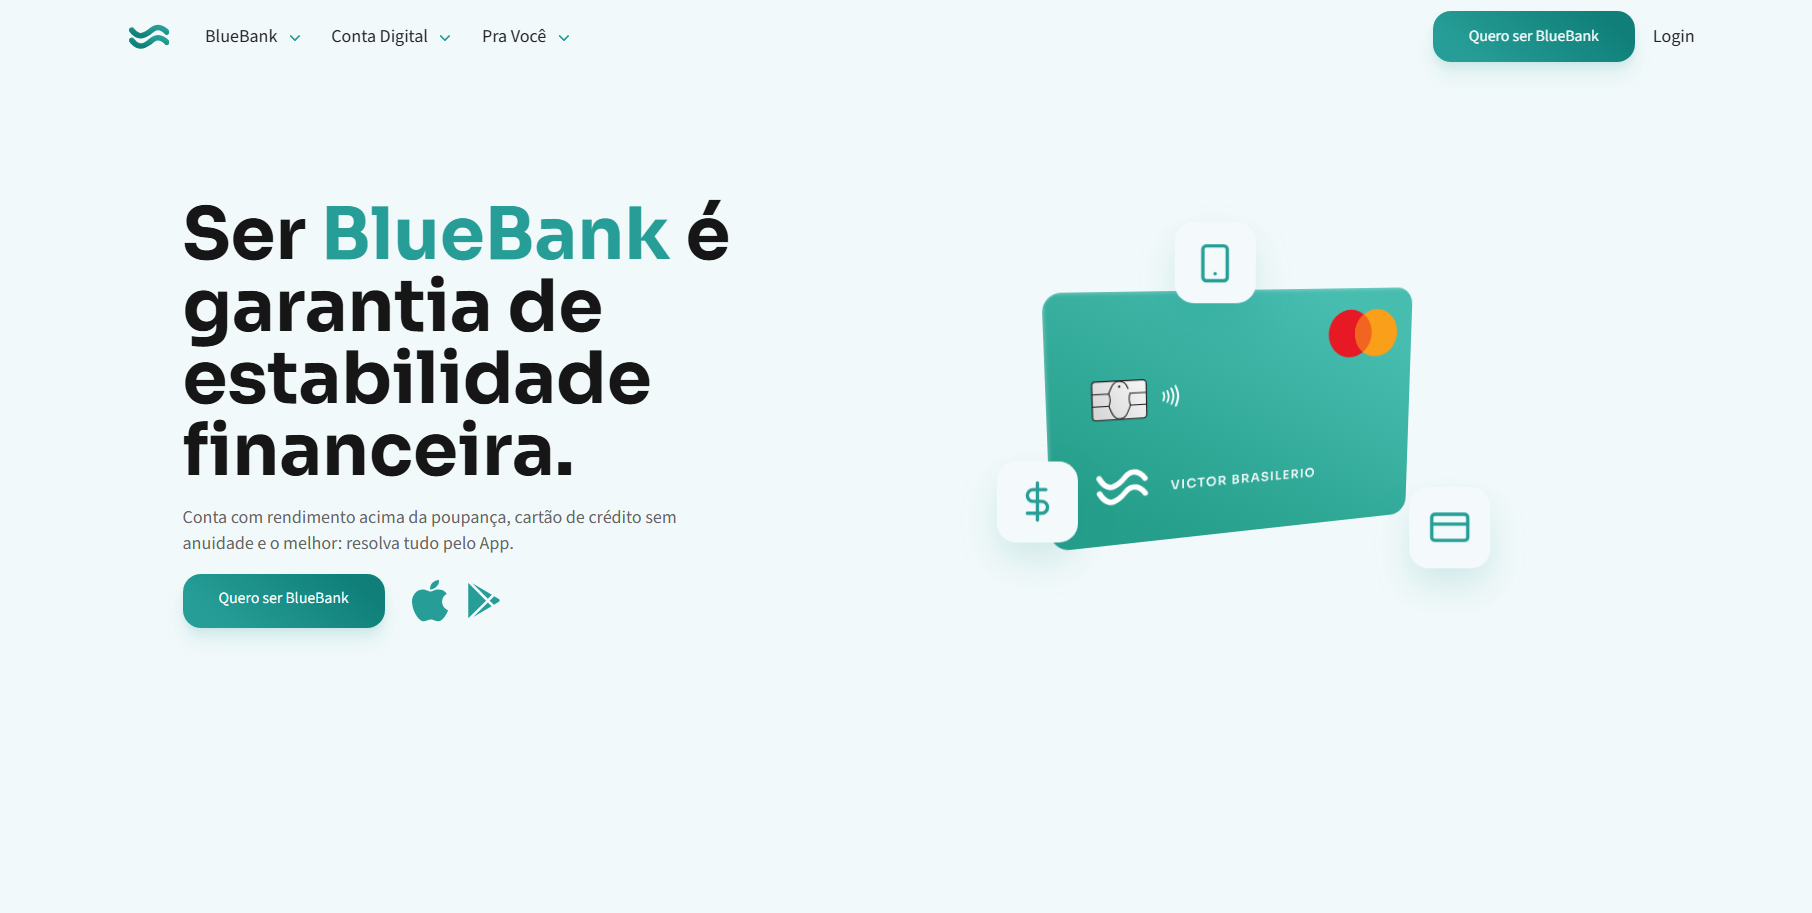 BlueBank
Conta Digital
Pra Você
Quero ser BlueBank
Login
Ser BlueBank é
garantia de
estabilidade
financeira.
Conta com rendimento acima da poupança, cartão de crédito sem
anuidade e o melhor: resolva tudo pelo App.
Quero ser BlueBank
VICTOR BRASILERIO